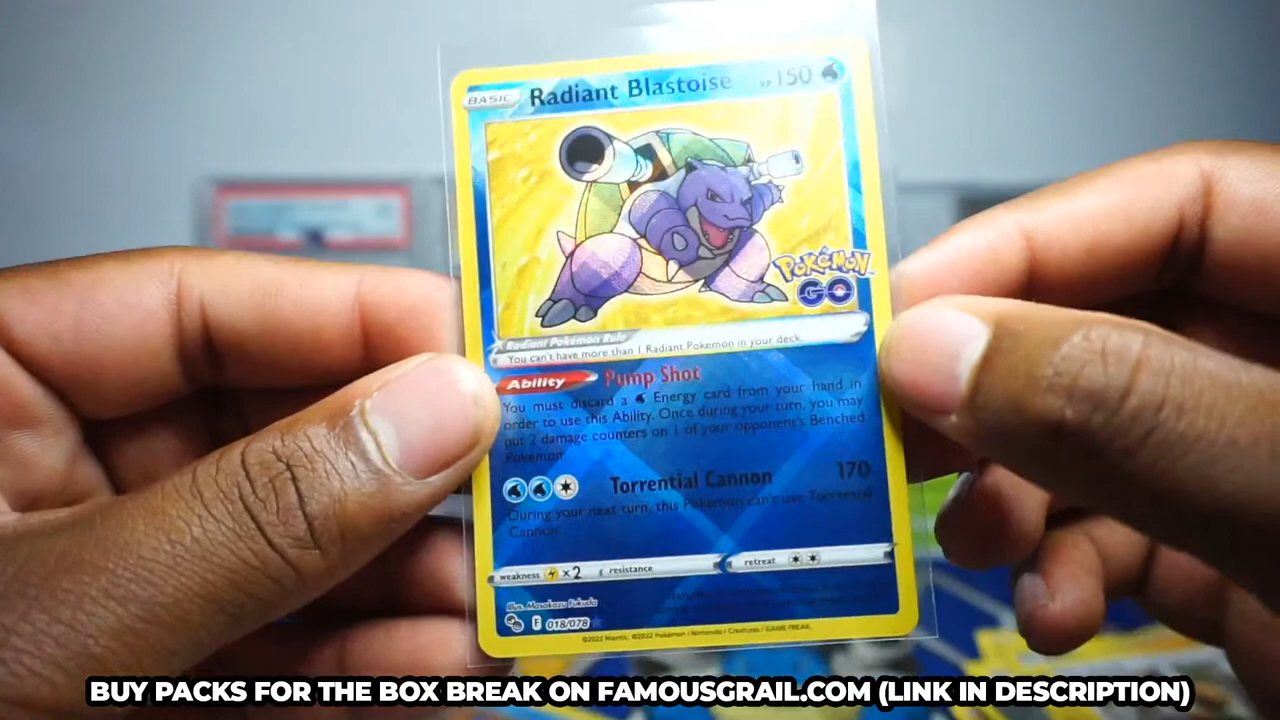 BASIC Radiant Blastoise HP 150
POKÉMON
GO
Radiant Pokémon Rule
You can't have more than 1 Radiant Pokémon in your deck.
Ability Pump Shot
You must discard a Energy card from your hand in
order to use this Ability. Once during your turn, you may
put 2 damage counters on 1 of your opponent's Benched
Pokémon.
Torrential Cannon 170
During your next turn, this Pokémon can't use Torrential
Cannon.
weakness ×2 resistance retreat
Illus. Masakazu Fukuda
F 018/078
©2022 Niantic. ©2022 Pokémon / Nintendo / Creatures / GAME FREAK.
BUY PACKS FOR THE BOX BREAK ON FAMOUSGRAIL.COM (LINK IN DESCRIPTION)